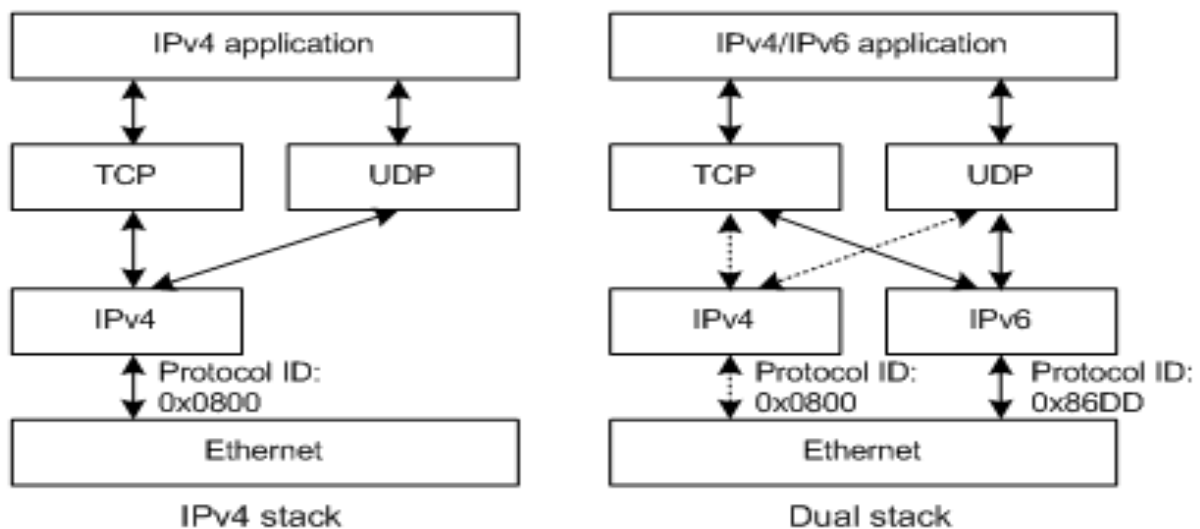 IPv4 application
TCP
UDP
IPv4
Protocol ID:
0x0800
Ethernet
IPv4 stack
IPv4/IPv6 application
TCP
UDP
IPv4
IPv6
Protocol ID:
0x0800
Protocol ID:
0x86DD
Ethernet
Dual stack